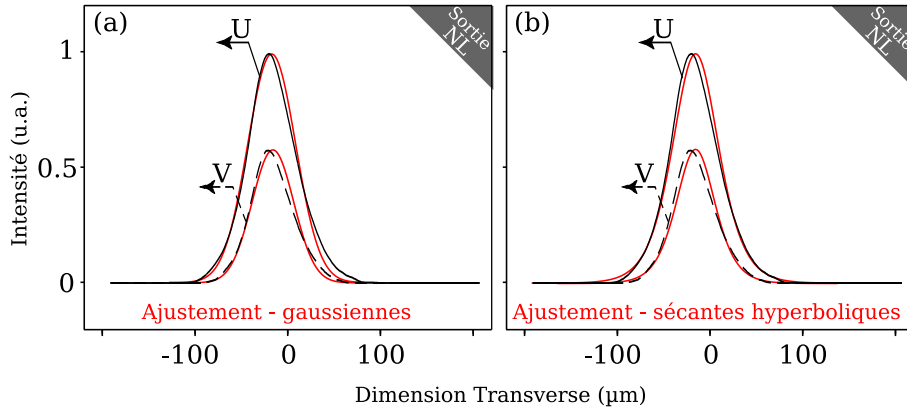 (a)
U
V
Sortie
NL
Ajustement - gaussiennes
(b)
U
V
Sortie
NL
Ajustement - sécantes hyperboliques
1
0.5
0
Intensité (u.a.)
-100 0 100
-100 0 100
Dimension Transverse (µm)